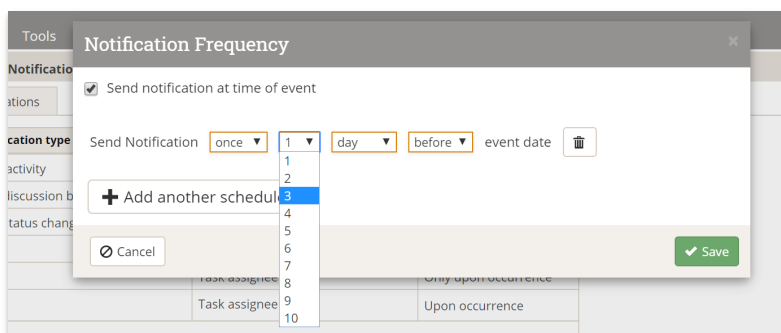 Tools
Notification Frequency
×
Notificatio
Send notification at time of event
ations
cation type
Send Notification once 1 day before event date
activity
1
2
discussion b
Add another schedul
3
4
tatus chang
5
6
Cancel
Save
7
Task assignee
Only upon occurrence
8
9
Task assignee
Upon occurrence
10